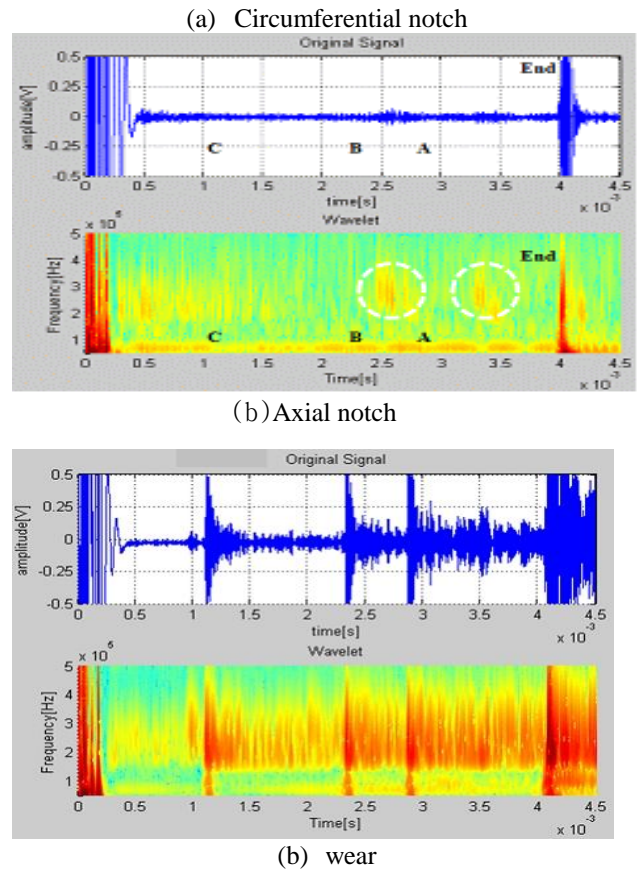 (a) Circumferential notch
Original Signal
0.5
0.25
0
-0.25
-0.5
amplitude[V]
End
C B A
0 0.5 1 1.5 2 2.5 3 3.5 4 4.5
time[s]
x 10⁻³
Wavelet
x 10⁵
5
4
3
2
1
Frequency[Hz]
End
C B A
0 0.5 1 1.5 2 2.5 3 3.5 4 4.5
Time[s]
x 10⁻³
(b)Axial notch
Original Signal
0.5
0.25
0
-0.25
-0.5
amplitude[V]
0 0.5 1 1.5 2 2.5 3 3.5 4 4.5
time[s]
x 10⁻³
Wavelet
x 10⁵
5
4
3
2
1
Frequency[Hz]
0 0.5 1 1.5 2 2.5 3 3.5 4 4.5
Time[s]
x 10⁻³
(b) wear